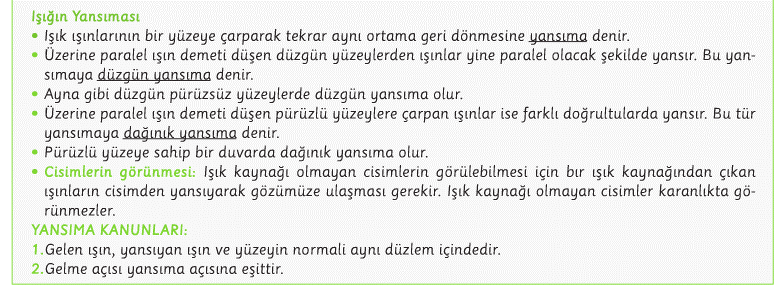 Işığın Yansıması
• Işık ışınlarının bir yüzeye çarparak tekrar aynı ortama geri dönmesine yansıma denir.
• Üzerine paralel ışın demeti düşen düzgün yüzeylerden ışınlar yine paralel olacak şekilde yansır. Bu yan-
sımaya düzgün yansıma denir.
• Ayna gibi düzgün pürüzsüz yüzeylerde düzgün yansıma olur.
• Üzerine paralel ışın demeti düşen pürüzlü yüzeylere çarpan ışınlar ise farklı doğrultularda yansır. Bu tür
yansımaya dağınık yansıma denir.
• Pürüzlü yüzeye sahip bir duvarda dağınık yansıma olur.
• Cisimlerin görünmesi: Işık kaynağı olmayan cisimlerin görülebilmesi için bir ışık kaynağından çıkan
ışınların cisimden yansıyarak gözümüze ulaşması gerekir. Işık kaynağı olmayan cisimler karanlıkta gö-
rünmezler.
YANSIMA KANUNLARI:
1.Gelen ışın, yansıyan ışın ve yüzeyin normali aynı düzlem içindedir.
2.Gelme açısı yansıma açısına eşittir.